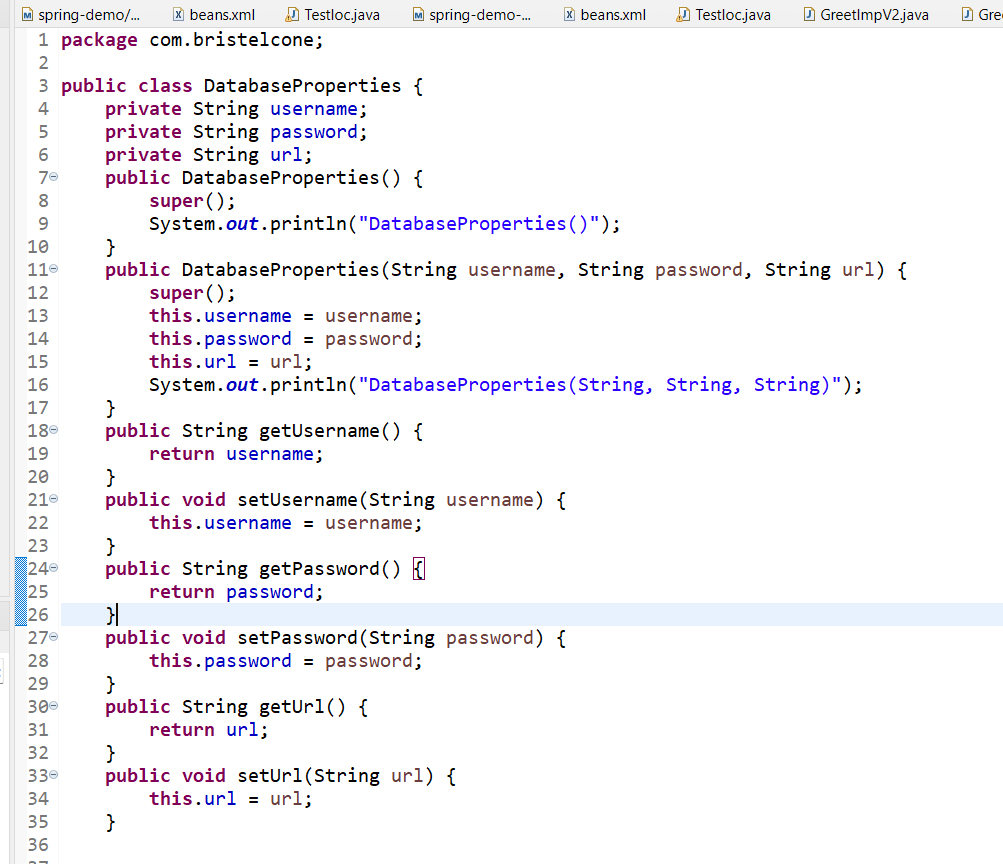 spring-demo/... beans.xml Testloc.java spring-demo-... beans.xml Testloc.java GreetImpV2.java Gre
1 package com.bristelcone;
2
3 public class DatabaseProperties {
4     private String username;
5     private String password;
6     private String url;
7     public DatabaseProperties() {
8         super();
9         System.out.println("DatabaseProperties()");
10     }
11     public DatabaseProperties(String username, String password, String url) {
12         super();
13         this.username = username;
14         this.password = password;
15         this.url = url;
16         System.out.println("DatabaseProperties(String, String, String)");
17     }
18     public String getUsername() {
19         return username;
20     }
21     public void setUsername(String username) {
22         this.username = username;
23     }
24     public String getPassword() {
25         return password;
26     }
27     public void setPassword(String password) {
28         this.password = password;
29     }
30     public String getUrl() {
31         return url;
32     }
33     public void setUrl(String url) {
34         this.url = url;
35     }
36